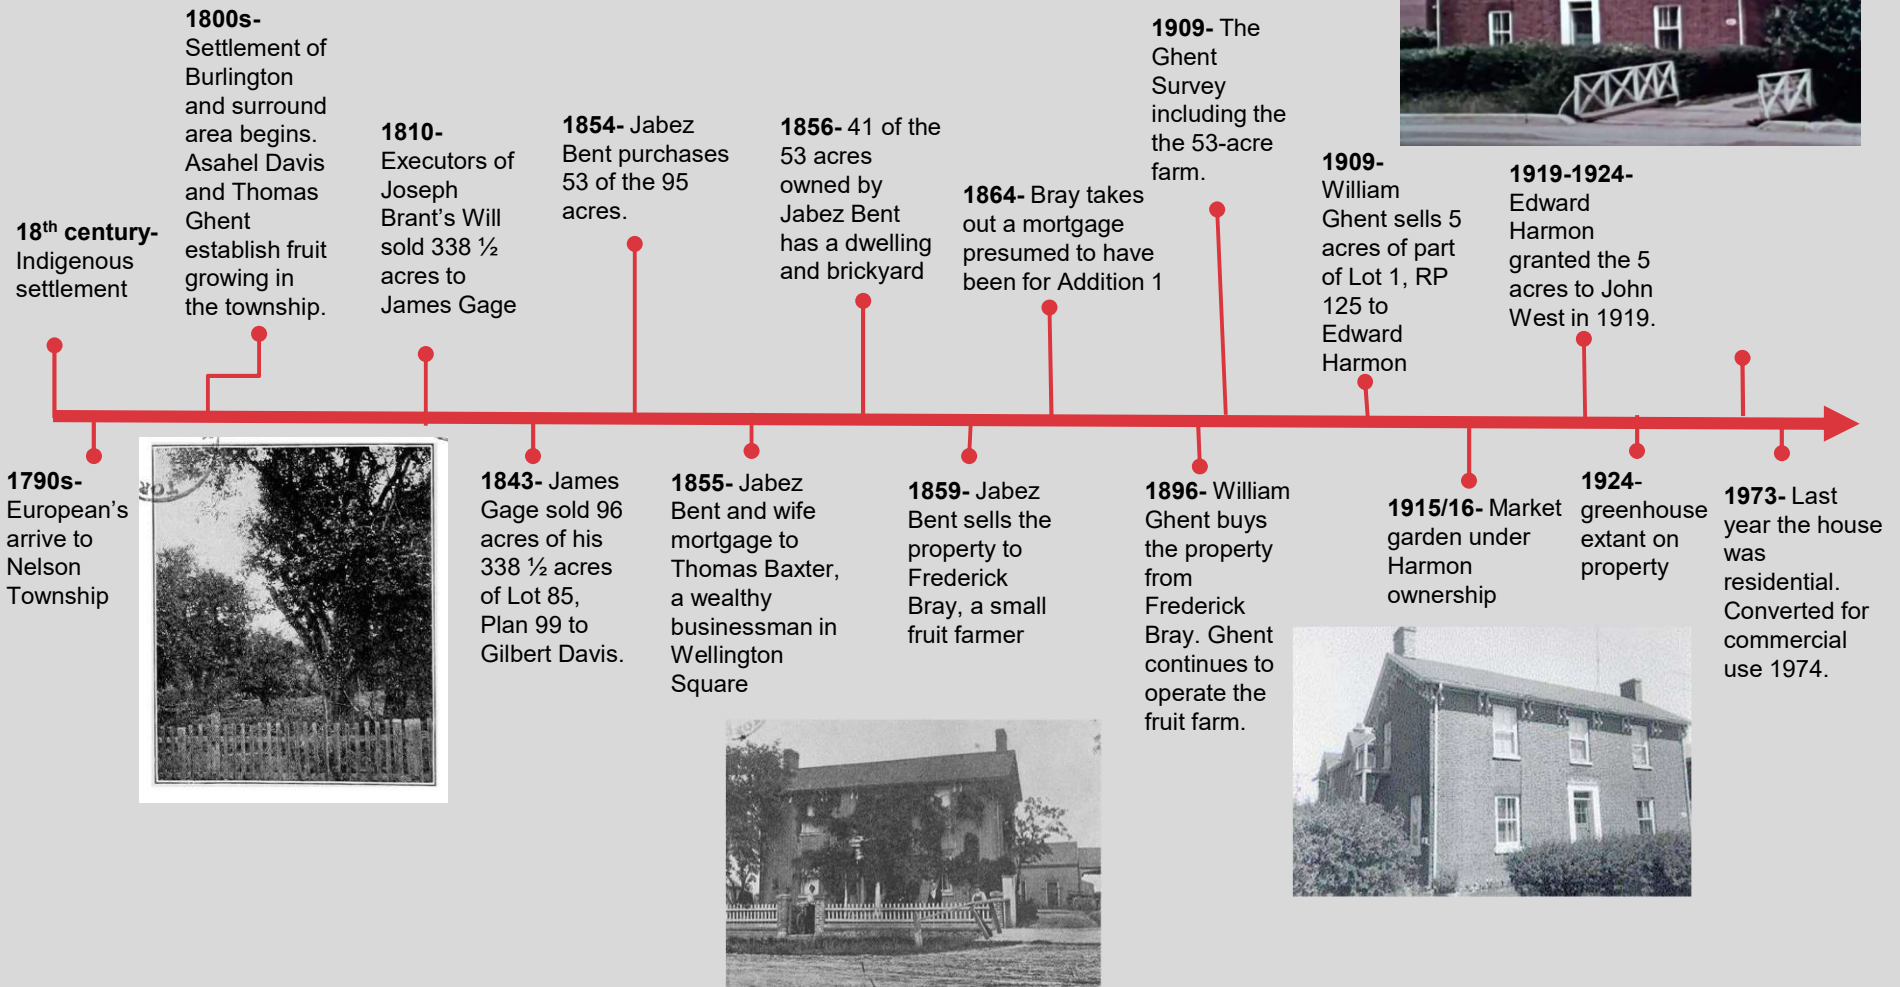 18th century-
Indigenous
settlement
1790s-
European’s
arrive to
Nelson
Township
1800s-
Settlement of
Burlington
and surround
area begins.
Asahel Davis
and Thomas
Ghent
establish fruit
growing in
the township.
1810-
Executors of
Joseph
Brant’s Will
sold 338 ½
acres to
James Gage
1843- James
Gage sold 96
acres of his
338 ½ acres
of Lot 85,
Plan 99 to
Gilbert Davis.
1854- Jabez
Bent purchases
53 of the 95
acres.
1855- Jabez
Bent and wife
mortgage to
Thomas Baxter,
a wealthy
businessman in
Wellington
Square
1856- 41 of the
53 acres
owned by
Jabez Bent
has a dwelling
and brickyard
1859- Jabez
Bent sells the
property to
Frederick
Bray, a small
fruit farmer
1864- Bray takes
out a mortgage
presumed to have
been for Addition 1
1896- William
Ghent buys
the property
from
Frederick
Bray. Ghent
continues to
operate the
fruit farm.
1909- The
Ghent
Survey
including the
the 53-acre
farm.
1909-
William
Ghent sells 5
acres of part
of Lot 1, RP
125 to
Edward
Harmon
1915/16- Market
garden under
Harmon
ownership
1919-1924-
Edward
Harmon
granted the 5
acres to John
West in 1919.
1924-
greenhouse
extant on
property
1973- Last
year the house
was
residential.
Converted for
commercial
use 1974.
TOR